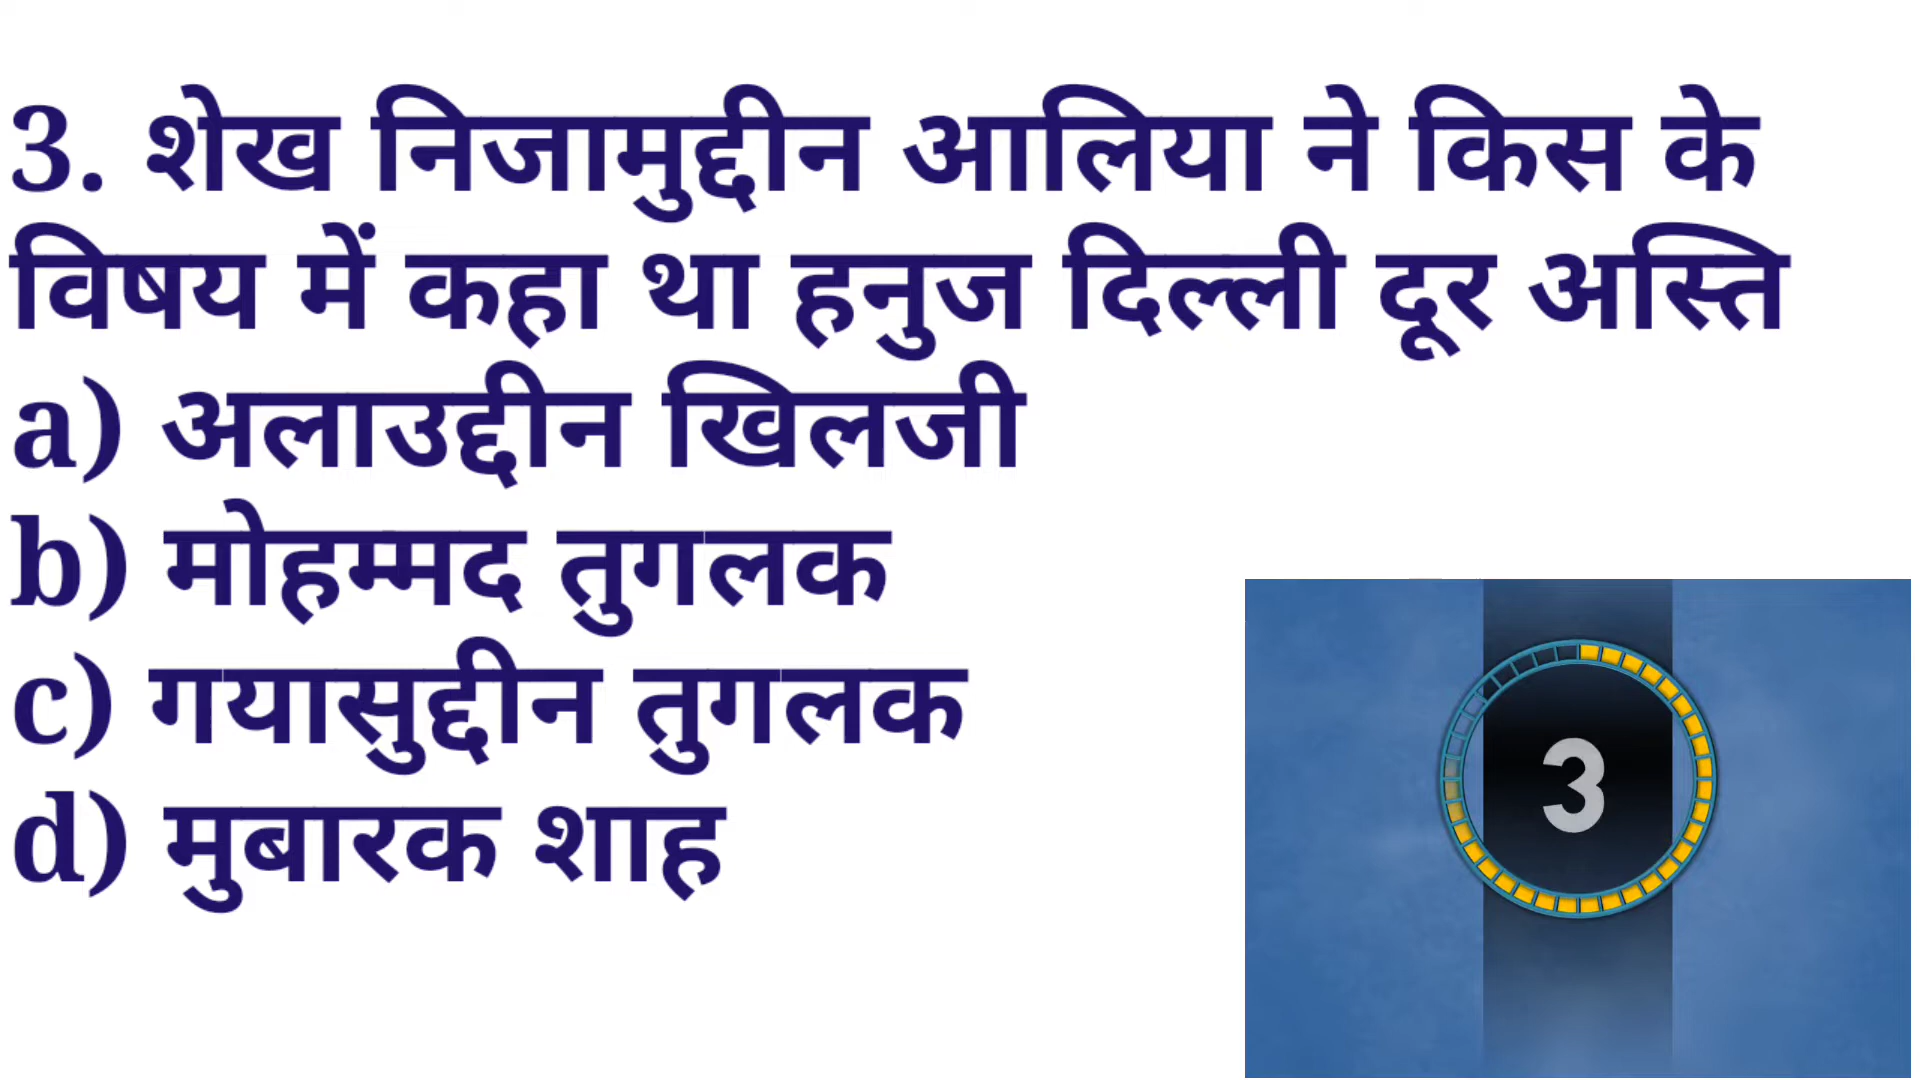 3. शेख निजामुद्दीन आलिया ने किस के
विषय में कहा था हनुज दिल्ली दूर अस्ति
a) अलाउद्दीन खिलजी
b) मोहम्मद तुगलक
c) गयासुद्दीन तुगलक
d) मुबारक शाह
3